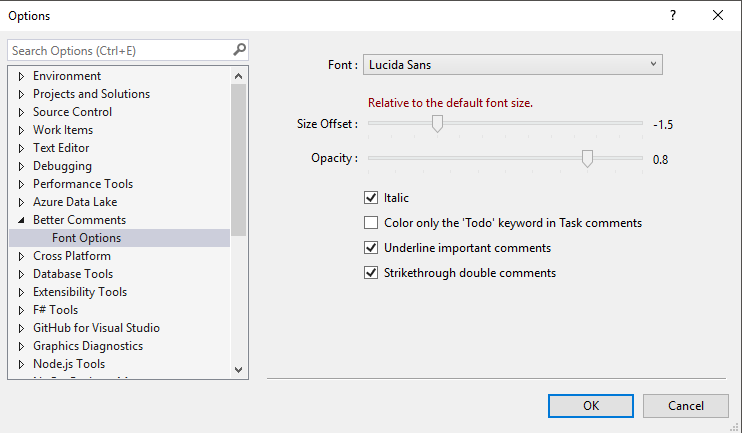 Options
?
Search Options (Ctrl+E)
Environment
Projects and Solutions
Source Control
Work Items
Text Editor
Debugging
Performance Tools
Azure Data Lake
Better Comments
Font Options
Cross Platform
Database Tools
Extensibility Tools
F# Tools
GitHub for Visual Studio
Graphics Diagnostics
Node.js Tools
Font :
Lucida Sans
Relative to the default font size.
Size Offset :
-1.5
Opacity :
0.8
Italic
Color only the 'Todo' keyword in Task comments
Underline important comments
Strikethrough double comments
OK
Cancel